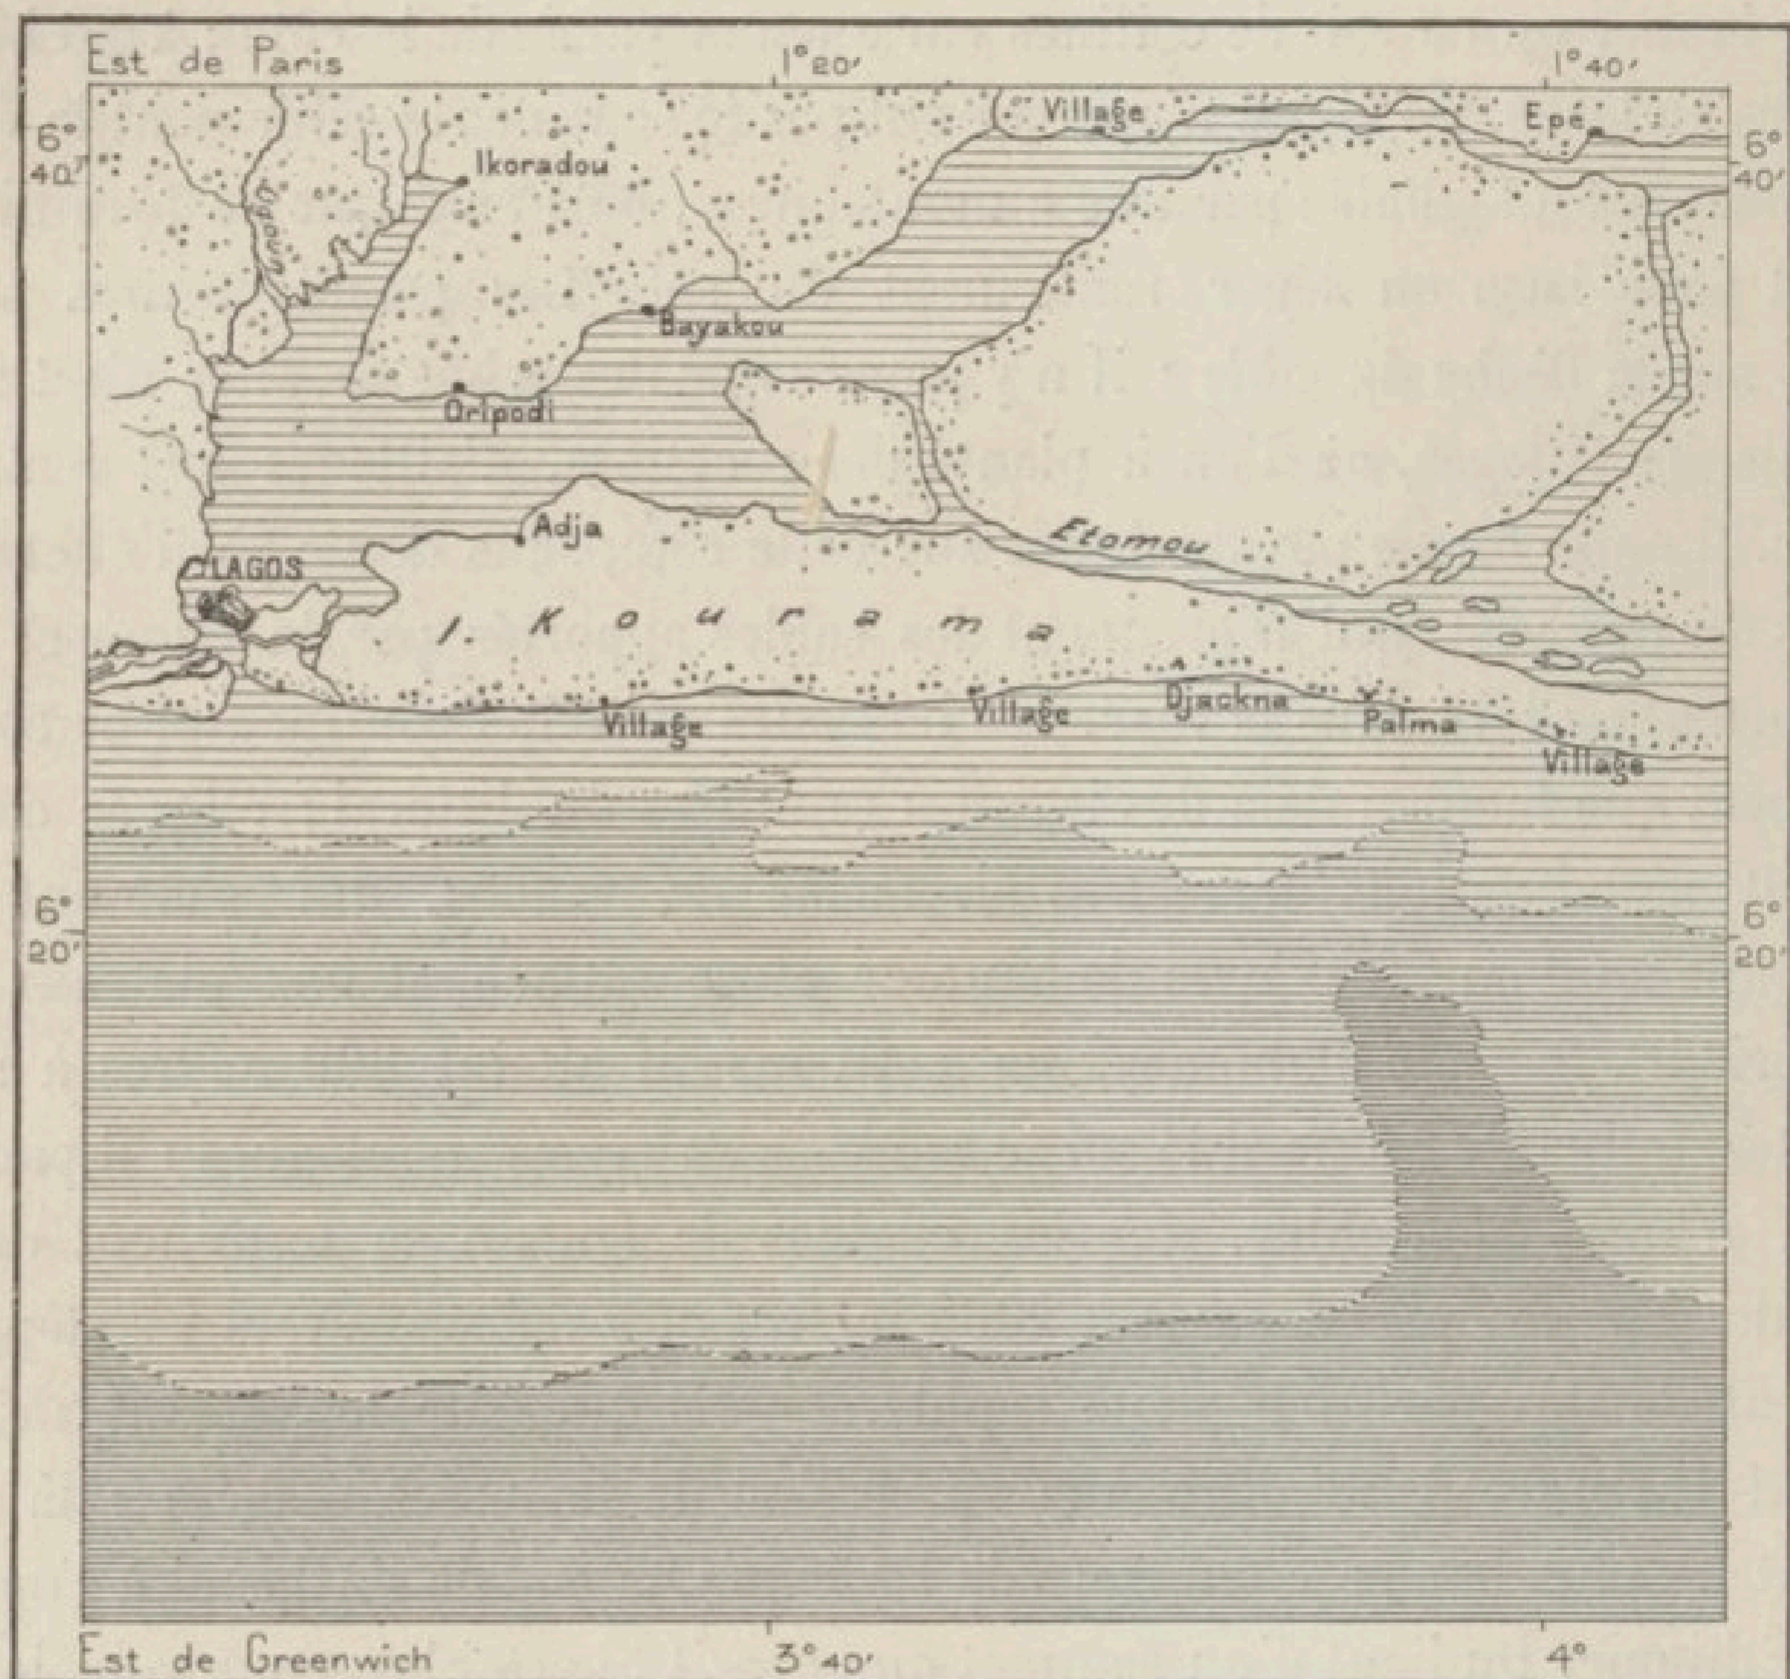 Est de Paris
1° 20′
1° 40′
6° 40′
6° 40′
Village
Epé
Ikoradou
Ogoun
Bayakou
Oripodi
Adja
Etomou
LAGOS
I. Kourama
Village
Village
Djackna
Palma
Village
6° 20′
6° 20′
Est de Greenwich
3° 40′
4°